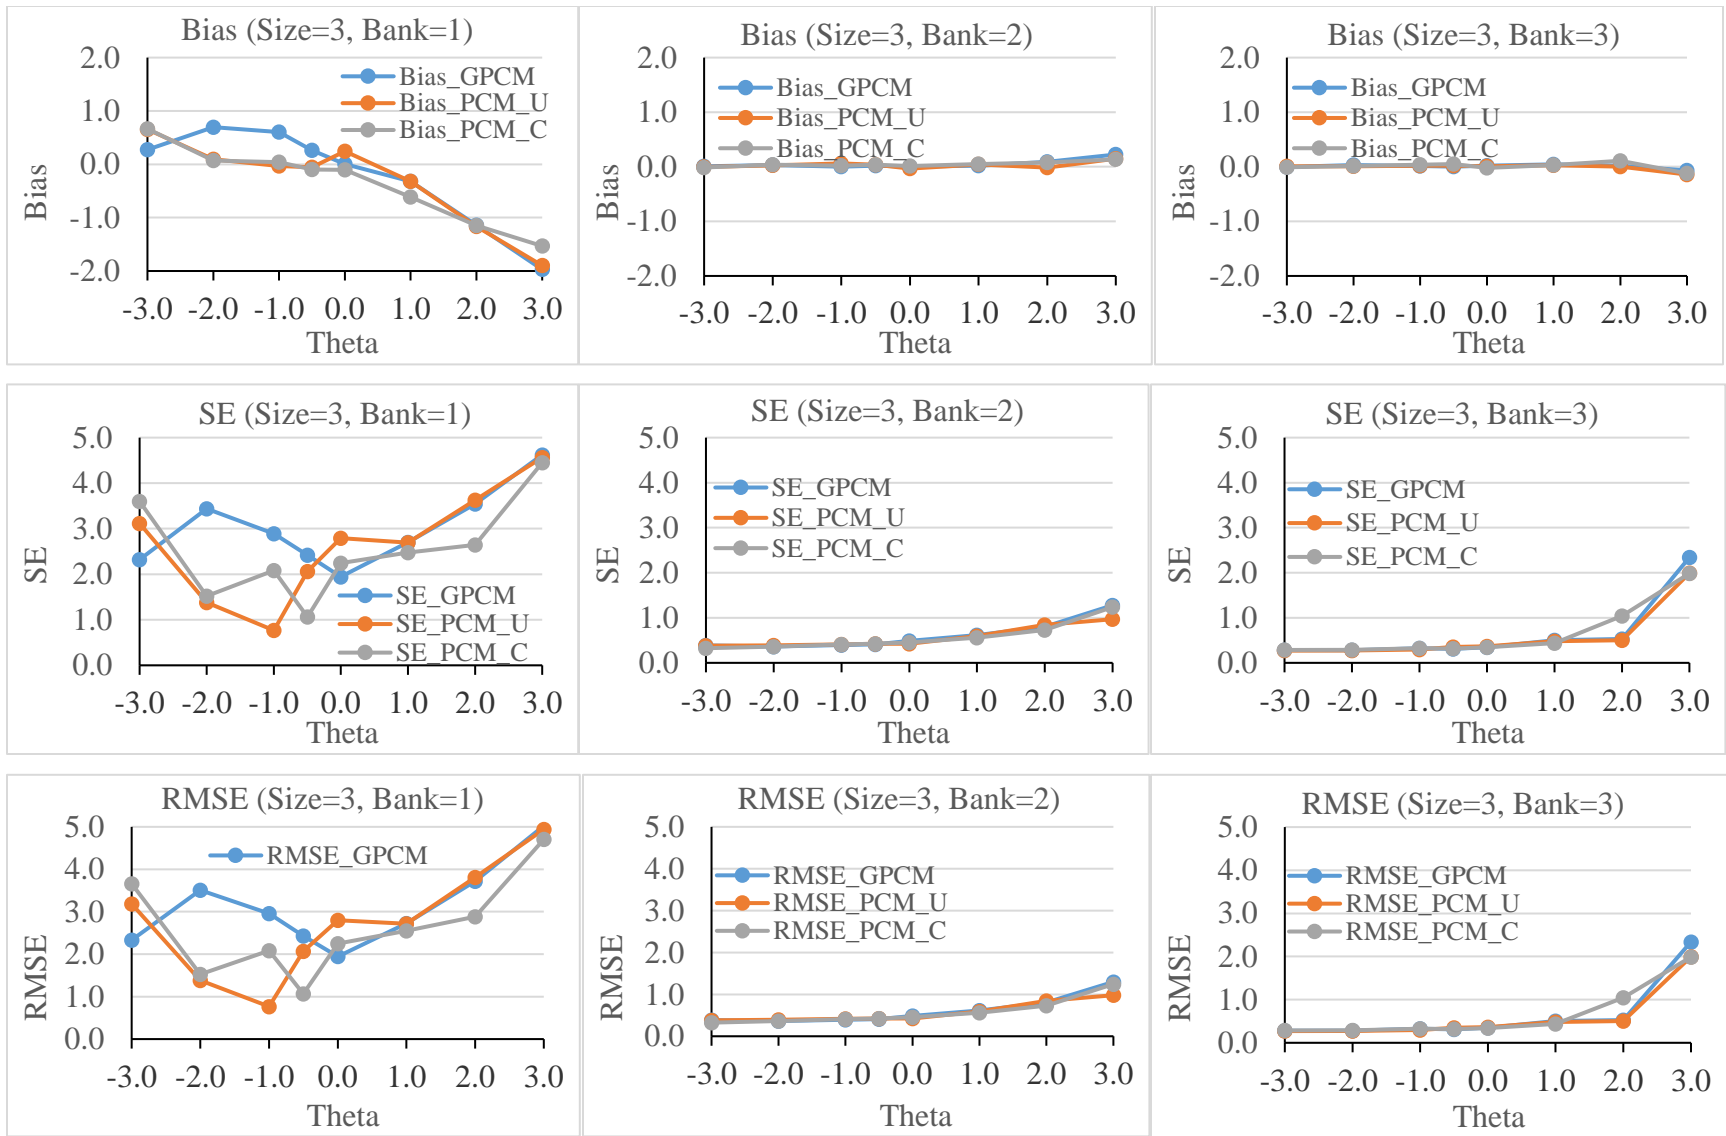 Bias (Size=3, Bank=1)
2.0
1.0
0.0
-1.0
-2.0
Bias
Bias_GPCM
Bias_PCM_U
Bias_PCM_C
-3.0 -2.0 -1.0 0.0 1.0 2.0 3.0
Theta
Bias (Size=3, Bank=2)
2.0
1.0
0.0
-1.0
-2.0
Bias
Bias_GPCM
Bias_PCM_U
Bias_PCM_C
-3.0 -2.0 -1.0 0.0 1.0 2.0 3.0
Theta
Bias (Size=3, Bank=3)
2.0
1.0
0.0
-1.0
-2.0
Bias
Bias_GPCM
Bias_PCM_U
Bias_PCM_C
-3.0 -2.0 -1.0 0.0 1.0 2.0 3.0
Theta
SE (Size=3, Bank=1)
5.0
4.0
3.0
2.0
1.0
0.0
SE
SE_GPCM
SE_PCM_U
SE_PCM_C
-3.0 -2.0 -1.0 0.0 1.0 2.0 3.0
Theta
SE (Size=3, Bank=2)
5.0
4.0
3.0
2.0
1.0
0.0
SE
SE_GPCM
SE_PCM_U
SE_PCM_C
-3.0 -2.0 -1.0 0.0 1.0 2.0 3.0
Theta
SE (Size=3, Bank=3)
5.0
4.0
3.0
2.0
1.0
0.0
SE
SE_GPCM
SE_PCM_U
SE_PCM_C
-3.0 -2.0 -1.0 0.0 1.0 2.0 3.0
Theta
RMSE (Size=3, Bank=1)
5.0
4.0
3.0
2.0
1.0
0.0
RMSE
RMSE_GPCM
-3.0 -2.0 -1.0 0.0 1.0 2.0 3.0
Theta
RMSE (Size=3, Bank=2)
5.0
4.0
3.0
2.0
1.0
0.0
RMSE
RMSE_GPCM
RMSE_PCM_U
RMSE_PCM_C
-3.0 -2.0 -1.0 0.0 1.0 2.0 3.0
Theta
RMSE (Size=3, Bank=3)
5.0
4.0
3.0
2.0
1.0
0.0
RMSE
RMSE_GPCM
RMSE_PCM_U
RMSE_PCM_C
-3.0 -2.0 -1.0 0.0 1.0 2.0 3.0
Theta